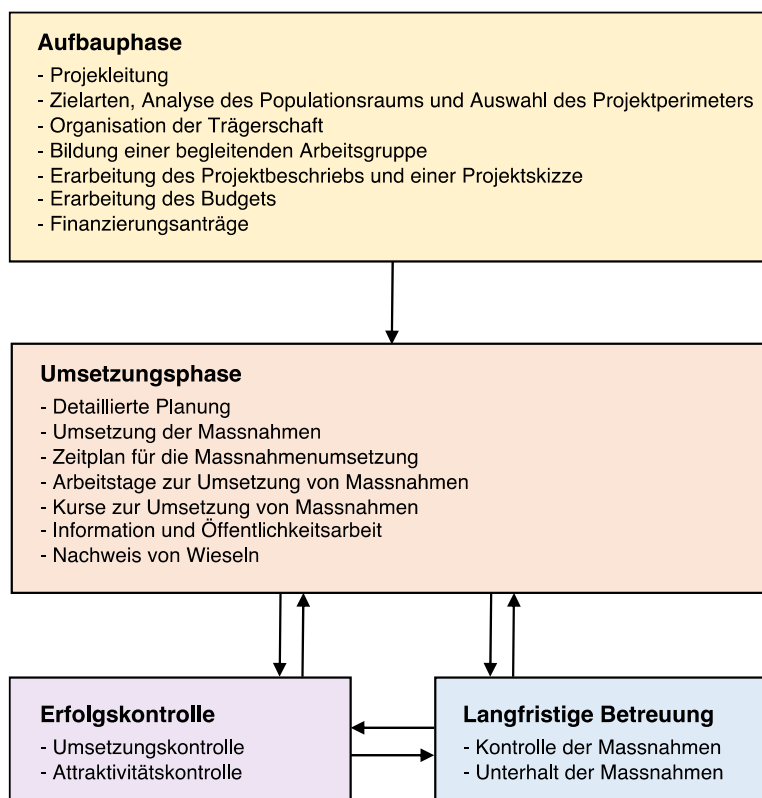 Aufbauphase
- Projekleitung
- Zielarten, Analyse des Populationsraums und Auswahl des Projektperimeters
- Organisation der Trägerschaft
- Bildung einer begleitenden Arbeitsgruppe
- Erarbeitung des Projektbeschriebs und einer Projektskizze
- Erarbeitung des Budgets
- Finanzierungsanträge
Umsetzungsphase
- Detaillierte Planung
- Umsetzung der Massnahmen
- Zeitplan für die Massnahmenumsetzung
- Arbeitstage zur Umsetzung von Massnahmen
- Kurse zur Umsetzung von Massnahmen
- Information und Öffentlichkeitsarbeit
- Nachweis von Wieseln
Erfolgskontrolle
- Umsetzungskontrolle
- Attraktivitätskontrolle
Langfristige Betreuung
- Kontrolle der Massnahmen
- Unterhalt der Massnahmen